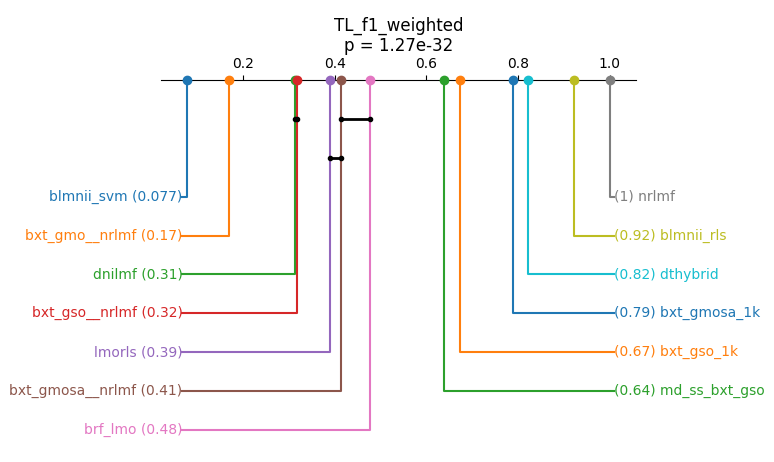 TL_f1_weighted
p = 1.27e-32
0.2 0.4 0.6 0.8 1.0
blmnii_svm (0.077) (1) nrlmf
bxt_gmo__nrlmf (0.17) (0.92) blmnii_rls
dnilmf (0.31) (0.82) dthybrid
bxt_gso__nrlmf (0.32) (0.79) bxt_gmosa_1k
lmorls (0.39) (0.67) bxt_gso_1k
bxt_gmosa__nrlmf (0.41) (0.64) md_ss_bxt_gso
brf_lmo (0.48)